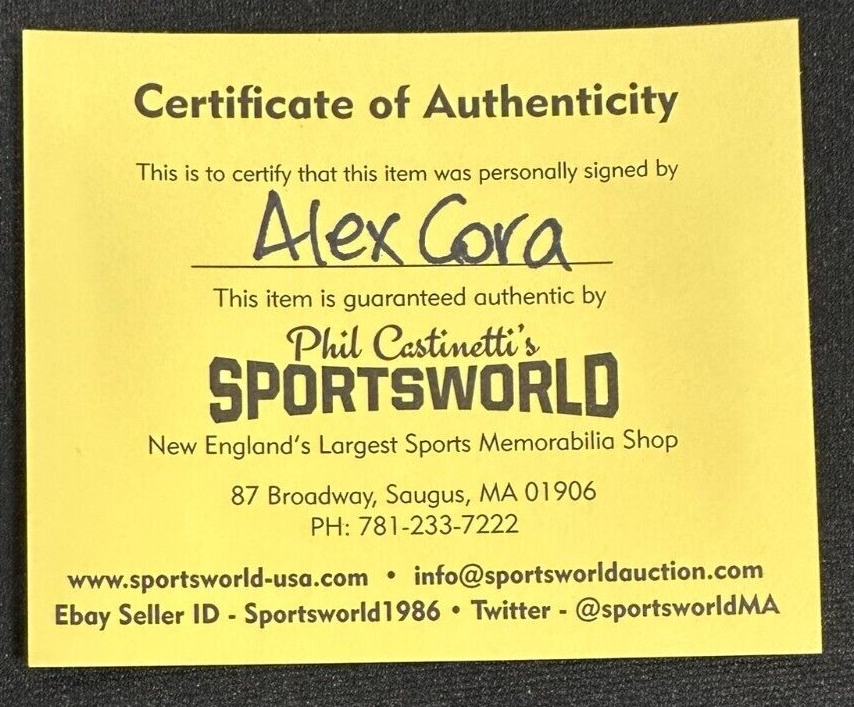 Certificate of Authenticity
This is to certify that this item was personally signed by
Alex Cora
This item is guaranteed authentic by
Phil Castinetti's
SPORTSWORLD
New England's Largest Sports Memorabilia Shop
87 Broadway, Saugus, MA 01906
PH: 781-233-7222
www.sportsworld-usa.com • info@sportsworldauction.com
Ebay Seller ID - Sportsworld1986 • Twitter - @sportsworldMA